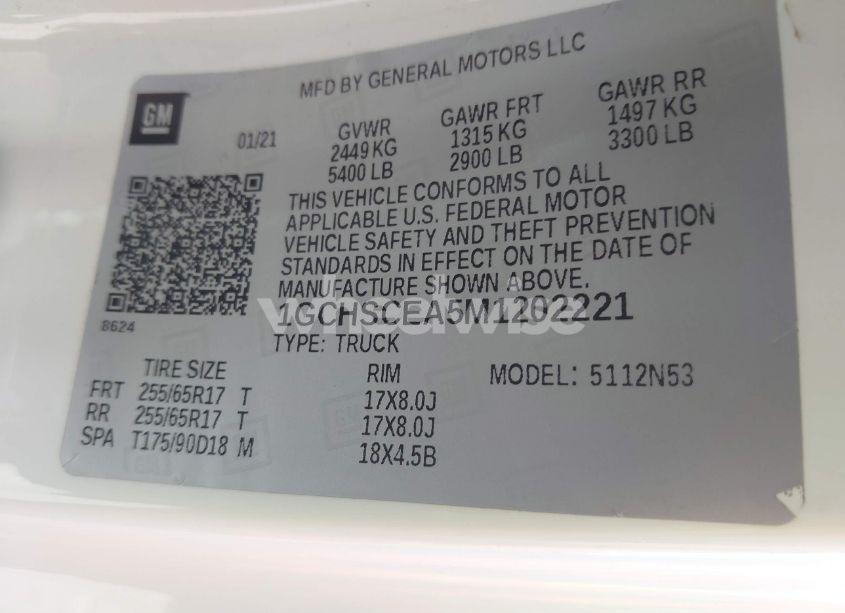 MFD BY GENERAL MOTORS LLC
GM
01/21
GVWR
2449 KG
5400 LB
GAWR FRT
1315 KG
2900 LB
GAWR RR
1497 KG
3300 LB
THIS VEHICLE CONFORMS TO ALL
APPLICABLE U.S. FEDERAL MOTOR
VEHICLE SAFETY AND THEFT PREVENTION
STANDARDS IN EFFECT ON THE DATE OF
MANUFACTURE SHOWN ABOVE.
8624
1GCHSCEA5M1202221
TYPE: TRUCK
MODEL: 5112N53
TIRE SIZE RIM
FRT 255/65R17 T 17X8.0J
RR 255/65R17 T 17X8.0J
SPA T175/90D18 M 18X4.5B